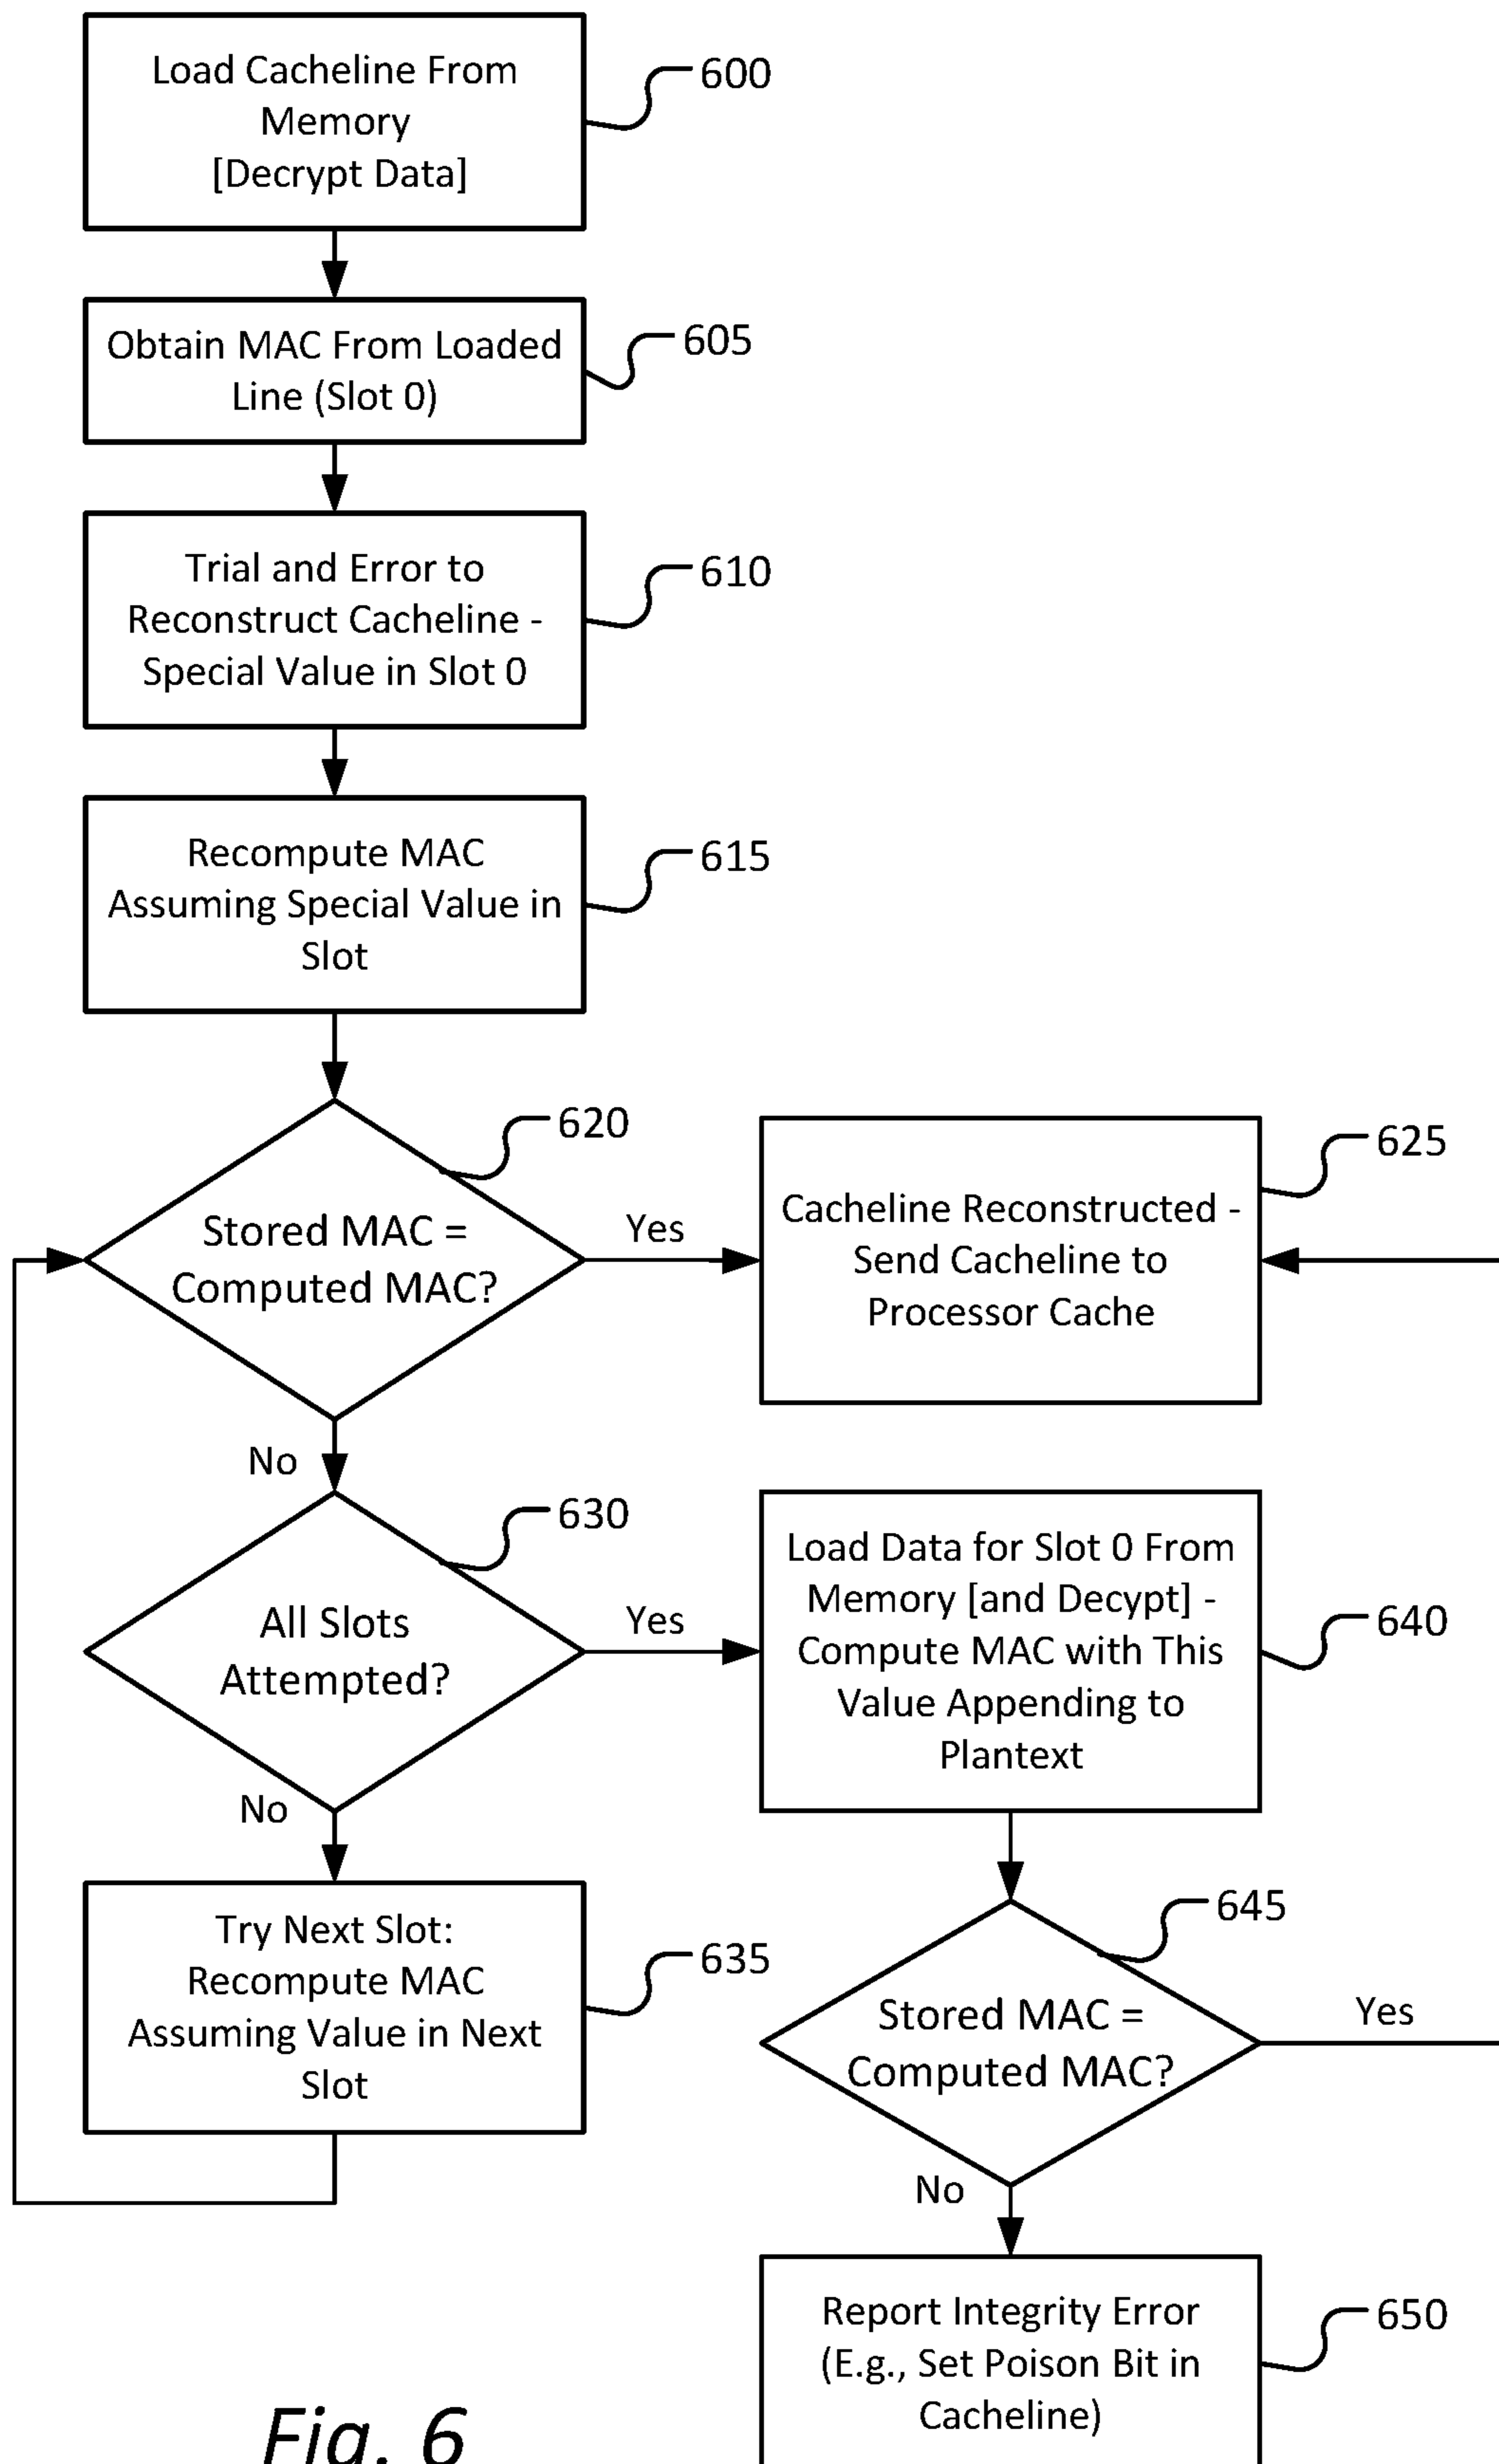 Load Cacheline From
Memory
[Decrypt Data]
600
Obtain MAC From Loaded
Line (Slot 0)
605
Trial and Error to
Reconstruct Cacheline -
Special Value in Slot 0
610
Recompute MAC
Assuming Special Value in
Slot
615
Stored MAC =
Computed MAC?
620
Yes
No
Cacheline Reconstructed -
Send Cacheline to
Processor Cache
625
All Slots
Attempted?
630
Yes
No
Try Next Slot:
Recompute MAC
Assuming Value in Next
Slot
635
Load Data for Slot 0 From
Memory [and Decypt] -
Compute MAC with This
Value Appending to
Plantext
640
Stored MAC =
Computed MAC?
645
Yes
No
Report Integrity Error
(E.g., Set Poison Bit in
Cacheline)
650
Fig. 6